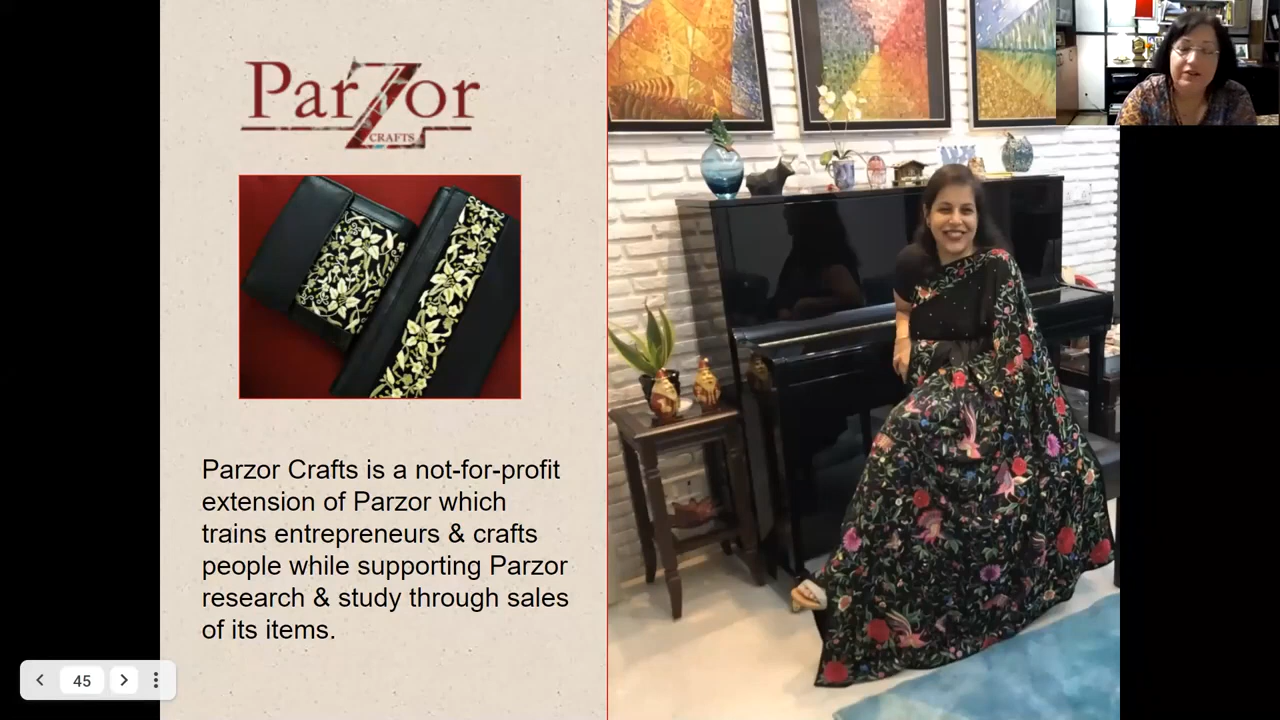 ParZor
CRAFTS
Parzor Crafts is a not-for-profit
extension of Parzor which
trains entrepreneurs & crafts
people while supporting Parzor
research & study through sales
of its items.
45